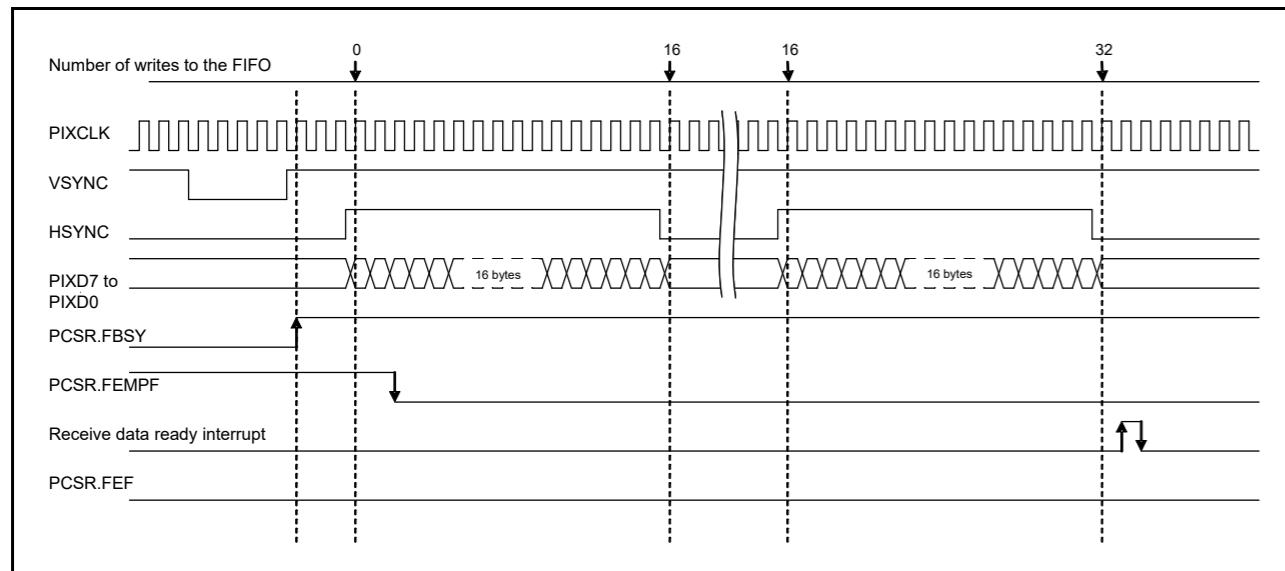 0 16 16 32
Number of writes to the FIFO
PIXCLK
VSYNC
HSYNC
PIXD7 to
PIXD0
16 bytes 16 bytes
PCSR.FBSY
PCSR.FEMPF
Receive data ready interrupt
PCSR.FEF